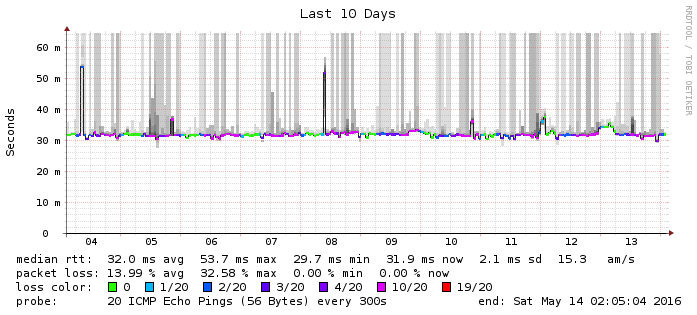 Last 10 Days
RRDTOOL / TOBI OETIKER
Seconds
60 m
50 m
40 m
30 m
20 m
10 m
0
04 05 06 07 08 09 10 11 12 13
median rtt: 32.0 ms avg 53.7 ms max 29.7 ms min 31.9 ms now 2.1 ms sd 15.3 am/s
packet loss: 13.99 % avg 32.58 % max 0.00 % min 0.00 % now
loss color: 0 1/20 2/20 3/20 4/20 10/20 19/20
probe: 20 ICMP Echo Pings (56 Bytes) every 300s end: Sat May 14 02:05:04 2016